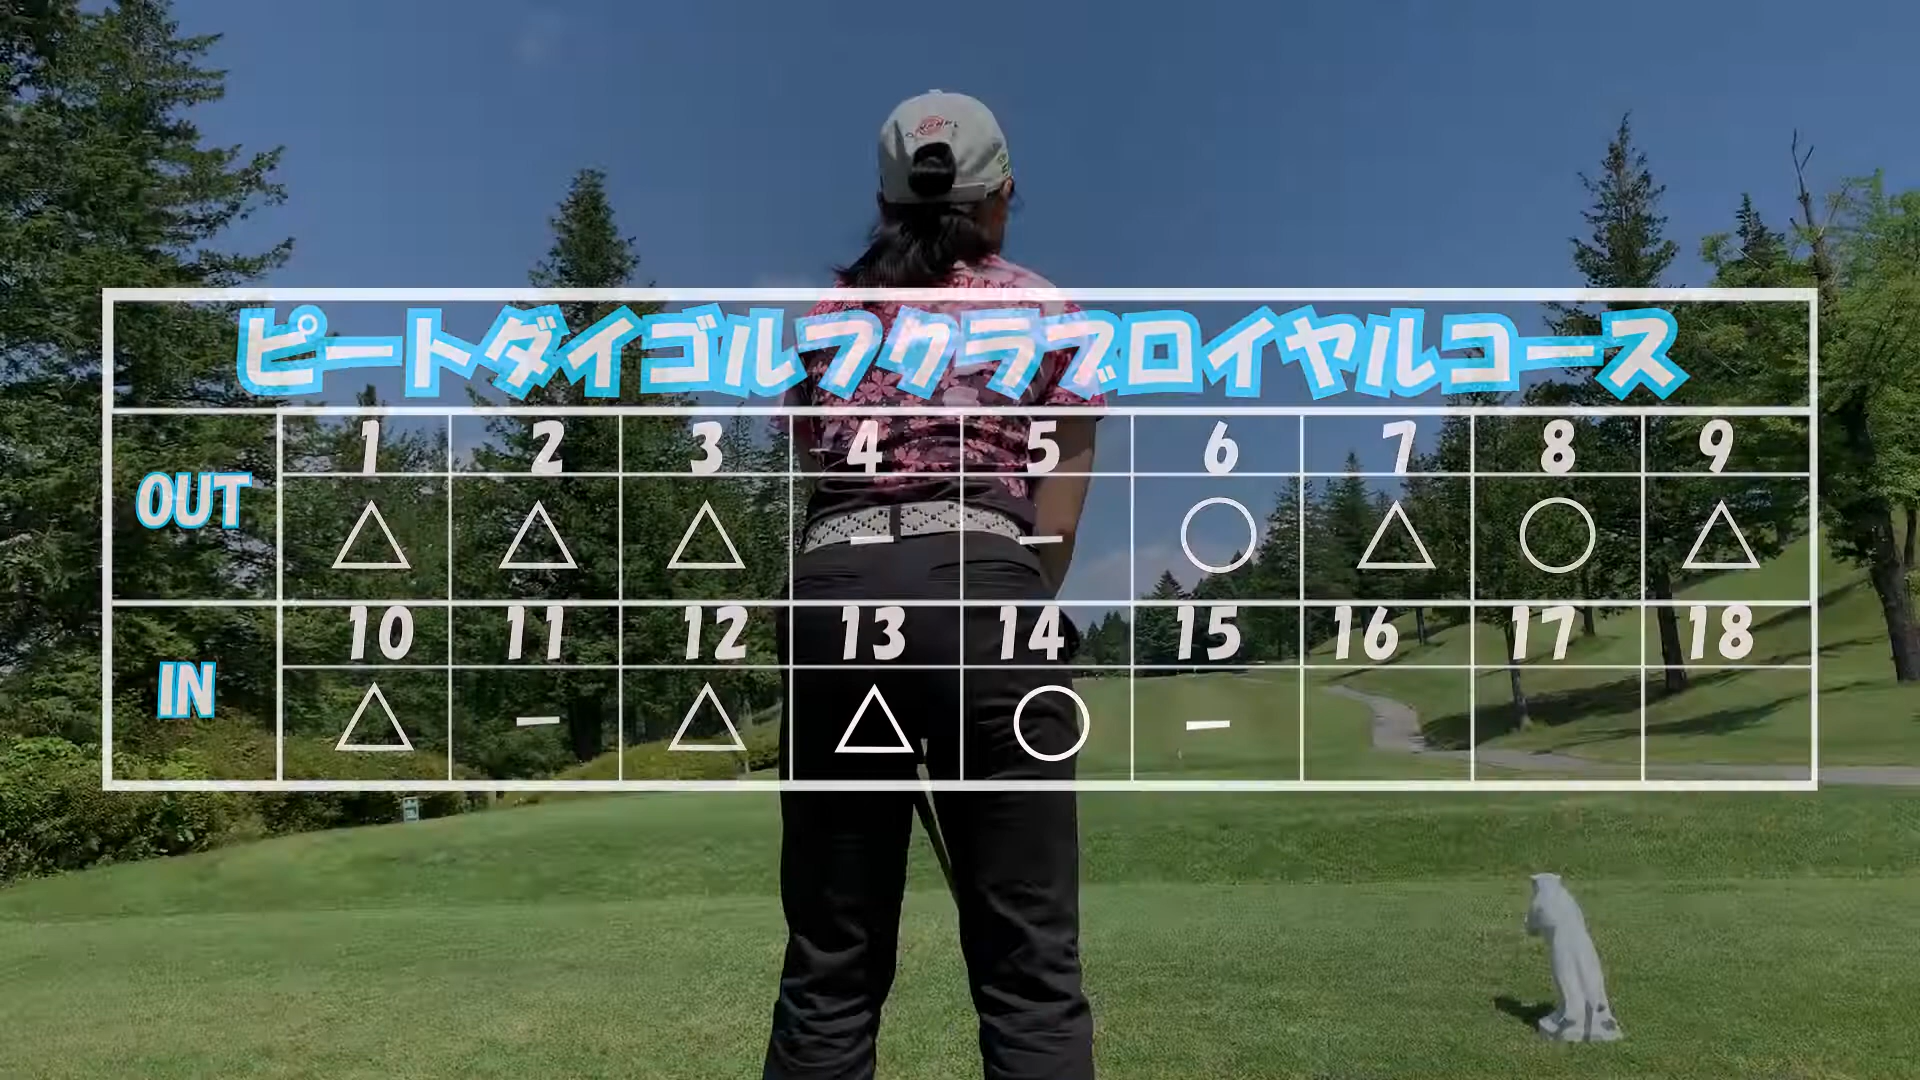 ピートダイゴルフクラブロイヤルコース
OUT 1 2 3 4 5 6 7 8 9
△ △ △ - - ○ △ ○ △
IN 10 11 12 13 14 15 16 17 18
△ - △ △ ○ -